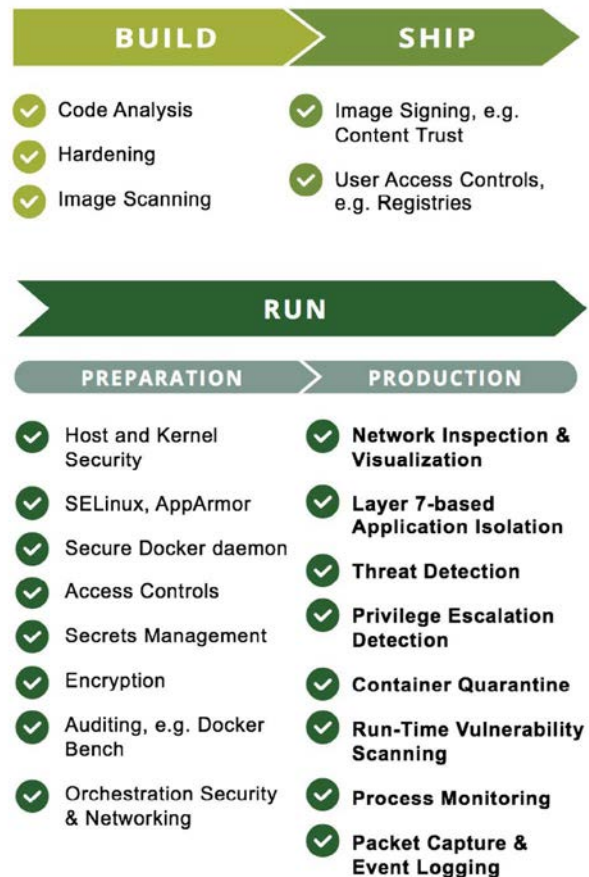 BUILD
SHIP
Code Analysis
Hardening
Image Scanning
Image Signing, e.g.
Content Trust
User Access Controls,
e.g. Registries
RUN
PREPARATION
PRODUCTION
Host and Kernel
Security
SELinux, AppArmor
Secure Docker daemon
Access Controls
Secrets Management
Encryption
Auditing, e.g. Docker
Bench
Orchestration Security
& Networking
Network Inspection &
Visualization
Layer 7-based
Application Isolation
Threat Detection
Privilege Escalation
Detection
Container Quarantine
Run-Time Vulnerability
Scanning
Process Monitoring
Packet Capture &
Event Logging